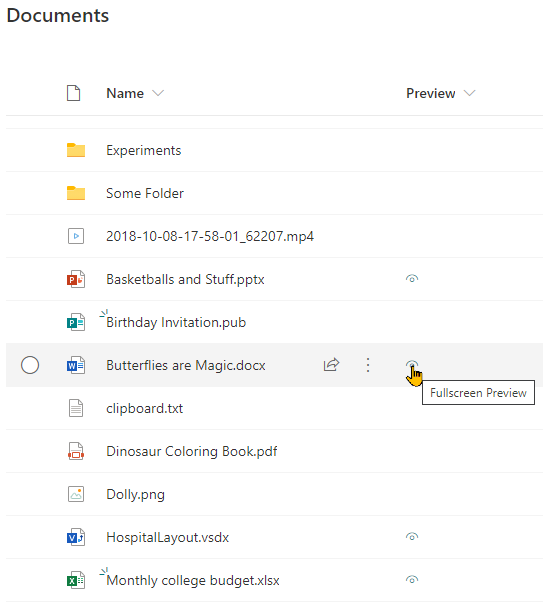 Documents
Name Preview
Experiments
Some Folder
2018-10-08-17-58-01_62207.mp4
Basketballs and Stuff.pptx
Birthday Invitation.pub
Butterflies are Magic.docx
Fullscreen Preview
clipboard.txt
Dinosaur Coloring Book.pdf
Dolly.png
HospitalLayout.vsdx
Monthly college budget.xlsx